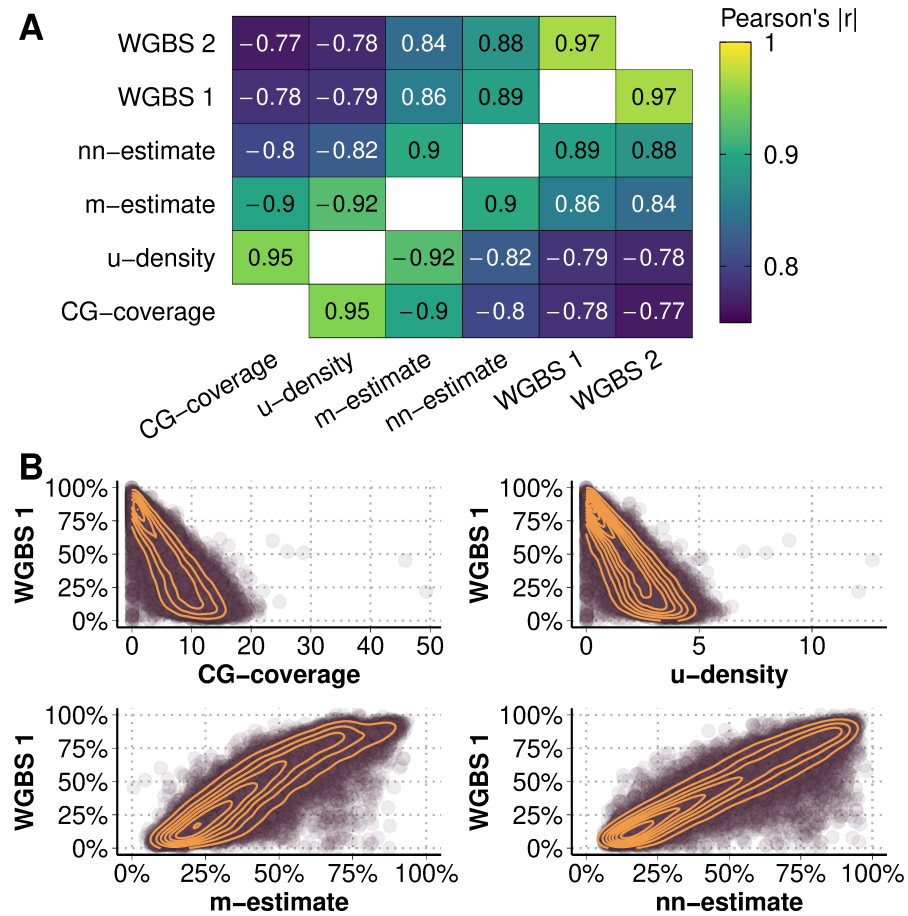 A
Pearson's |r|
WGBS 2 −0.77 −0.78 0.84 0.88 0.97
WGBS 1 −0.78 −0.79 0.86 0.89 0.97
nn−estimate −0.8 −0.82 0.9 0.89 0.88
m−estimate −0.9 −0.92 0.9 0.86 0.84
u−density 0.95 −0.92 −0.82 −0.79 −0.78
CG−coverage 0.95 −0.9 −0.8 −0.78 −0.77
CG−coverage u−density m−estimate nn−estimate WGBS 1 WGBS 2
1
0.9
0.8
B
WGBS 1
100%
75%
50%
25%
0%
0 10 20 30 40 50
CG−coverage
WGBS 1
100%
75%
50%
25%
0%
0 5 10
u−density
WGBS 1
100%
75%
50%
25%
0%
0% 25% 50% 75% 100%
m−estimate
WGBS 1
100%
75%
50%
25%
0%
0% 25% 50% 75% 100%
nn−estimate